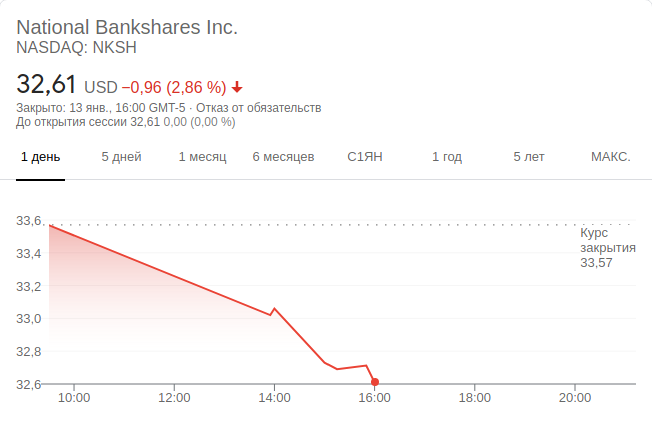 National Bankshares Inc.
NASDAQ: NKSH
32,61 USD −0,96 (2,86 %)
Закрыто: 13 янв., 16:00 GMT-5 · Отказ от обязательств
До открытия сессии 32,61 0,00 (0,00 %)
1 день 5 дней 1 месяц 6 месяцев С1ЯН 1 год 5 лет МАКС.
33,6
Курс
закрытия
33,57
33,4
33,2
33,0
32,8
32,6
10:00 12:00 14:00 16:00 18:00 20:00